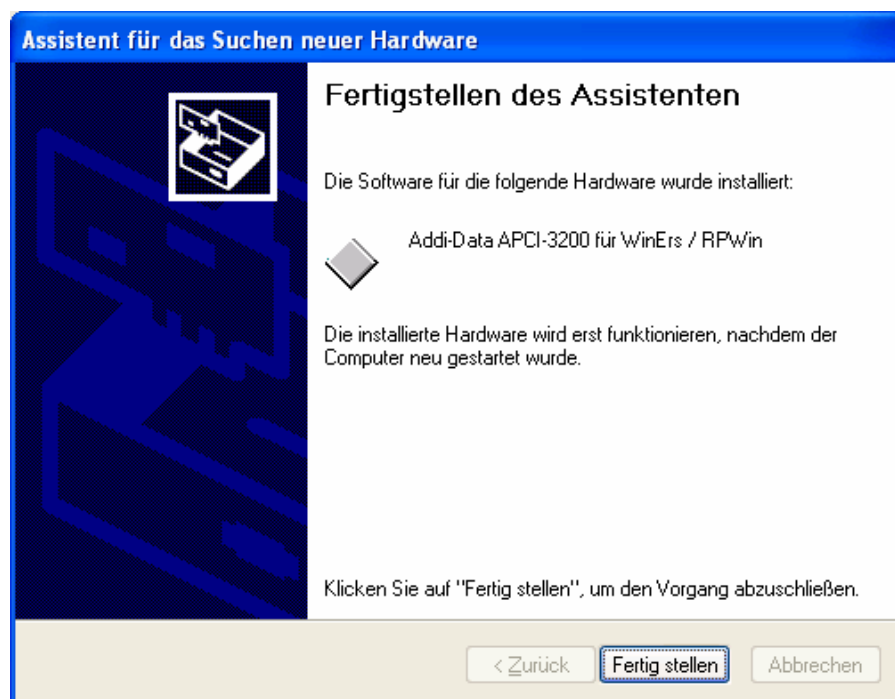 Assistent für das Suchen neuer Hardware
Fertigstellen des Assistenten
Die Software für die folgende Hardware wurde installiert:
Addi-Data APCI-3200 für WinErs / RPWin
Die installierte Hardware wird erst funktionieren, nachdem der
Computer neu gestartet wurde.
Klicken Sie auf "Fertig stellen", um den Vorgang abzuschließen.
< Zurück
Fertig stellen
Abbrechen